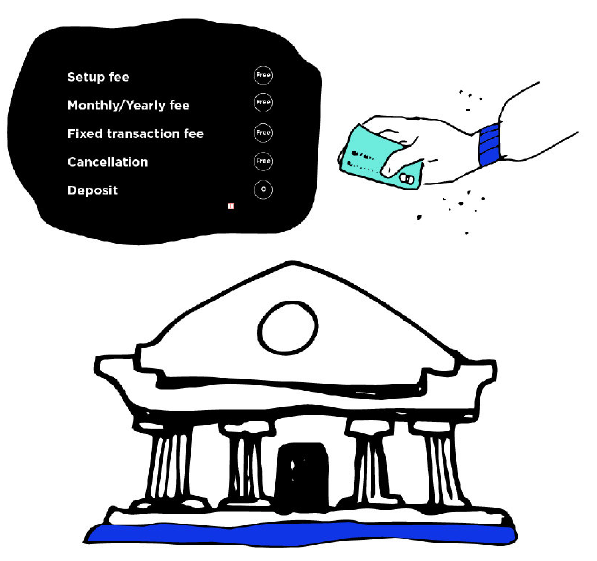 Setup fee Free
Monthly/Yearly fee Free
Fixed transaction fee Free
Cancellation Free
Deposit 0